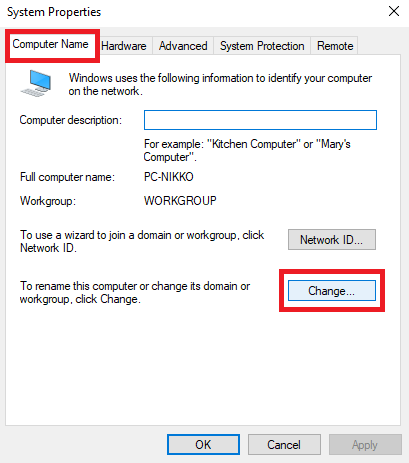 System Properties
Computer Name Hardware Advanced System Protection Remote
Windows uses the following information to identify your computer
on the network.
Computer description:
For example: "Kitchen Computer" or "Mary's
Computer".
Full computer name: PC-NIKKO
Workgroup: WORKGROUP
To use a wizard to join a domain or workgroup, click
Network ID.
Network ID...
To rename this computer or change its domain or
workgroup, click Change.
Change...
OK Cancel Apply